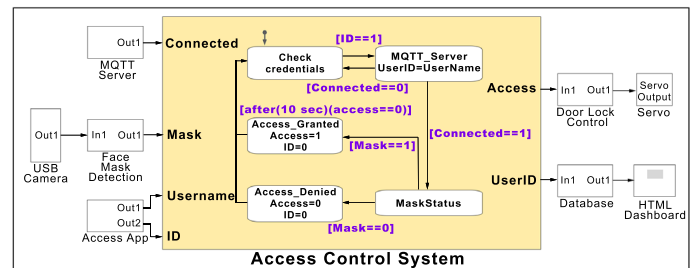 Out1
MQTT
Server
Connected
Check
credentials
[ID==1]
MQTT_Server
UserID=UserName
[Connected==0]
[after(10 sec)(access==0)]
Access
In1 Out1
Door Lock
Control
Servo
Output
Servo
Out1
USB
Camera
In1 Out1
Face
Mask
Detection
Mask
Access_Granted
Access=1
ID=0
[Mask==1]
[Connected==1]
Username
Out1
Out2
Access App
ID
Access_Denied
Access=0
ID=0
MaskStatus
[Mask==0]
UserID
In1 Out1
Database
HTML
Dashboard
Access Control System